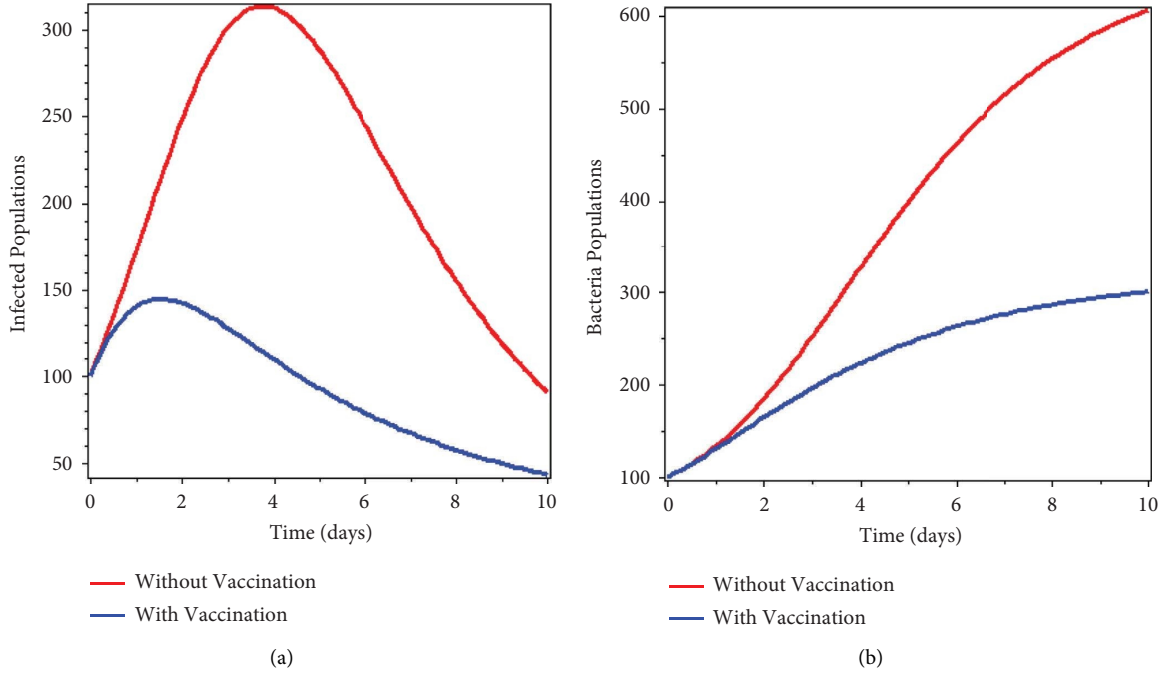 300
250
200
150
100
50
Infected Populations
0
2
4
6
8
10
Time (days)
Without Vaccination
With Vaccination
(a)
600
500
400
300
200
100
Bacteria Populations
0
2
4
6
8
10
Time (days)
Without Vaccination
With Vaccination
(b)